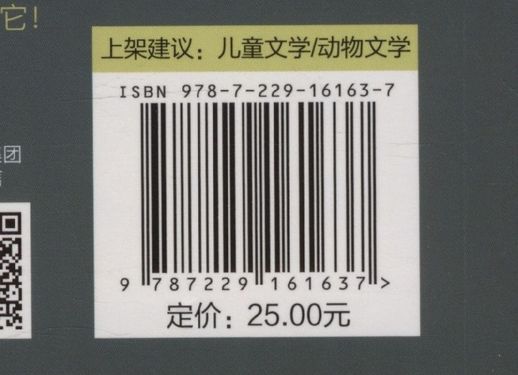 它!
上架建议：儿童文学/动物文学
ISBN 978-7-229-16163-7
9 787229 161637 >
团
定价：25.00元